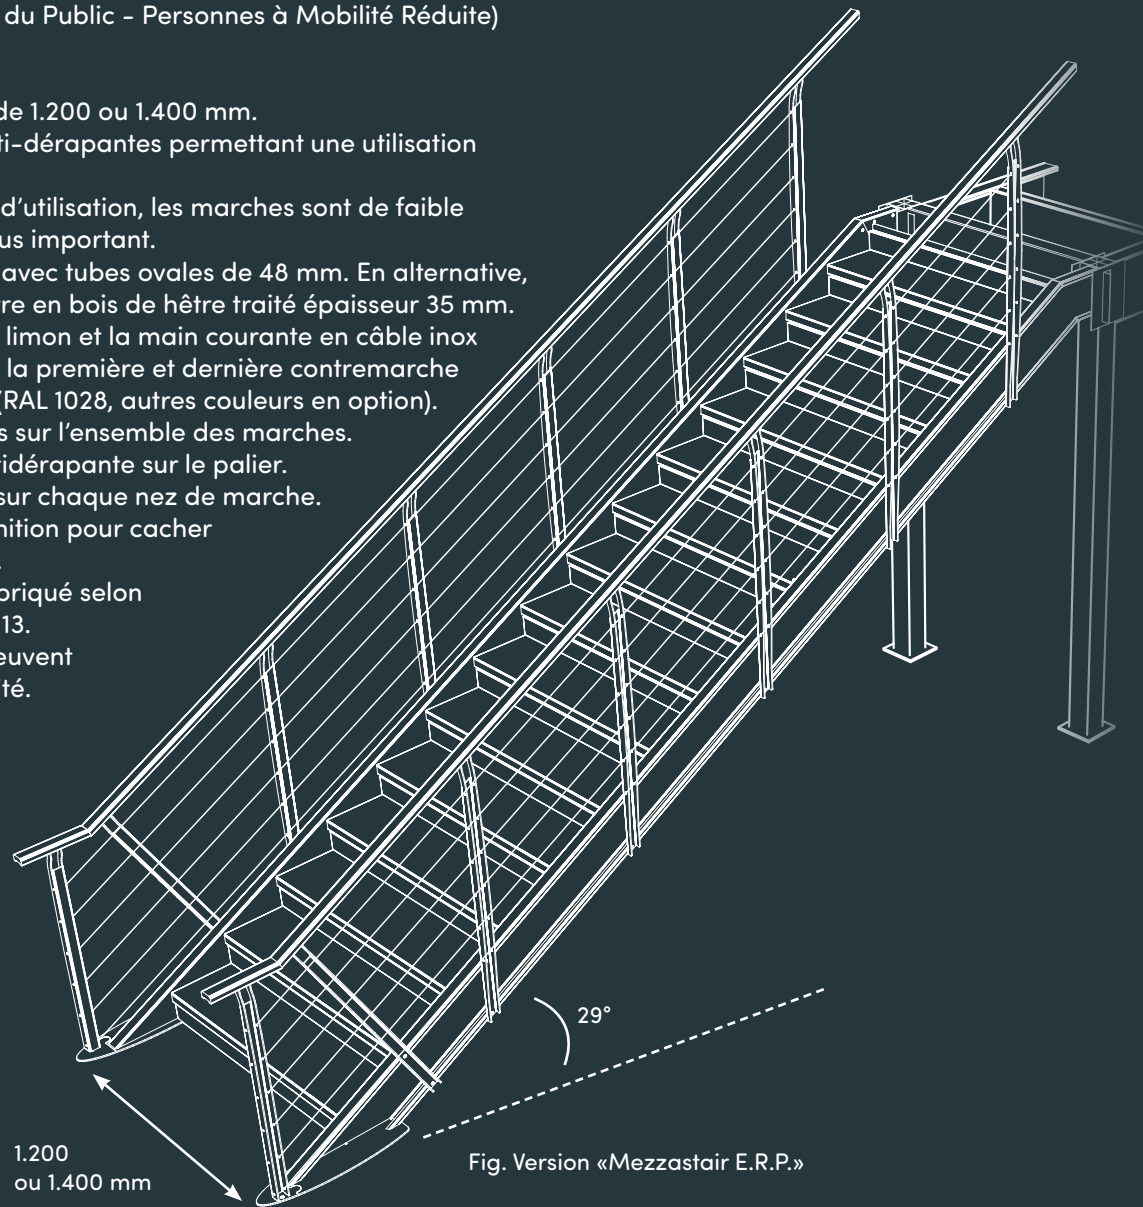 du Public - Personnes à Mobilité Réduite)
de 1.200 ou 1.400 mm.
ti-dérapantes permettant une utilisation
d'utilisation, les marches sont de faible
us important.
avec tubes ovales de 48 mm. En alternative,
re en bois de hêtre traité épaisseur 35 mm.
limon et la main courante en câble inox
la première et dernière contremarche
(RAL 1028, autres couleurs en option).
s sur l'ensemble des marches.
tidérapante sur le palier.
sur chaque nez de marche.
nition pour cacher
.
briqué selon
13.
euvent
ité.
29°
1.200
ou 1.400 mm
Fig. Version «Mezzastair E.R.P.»